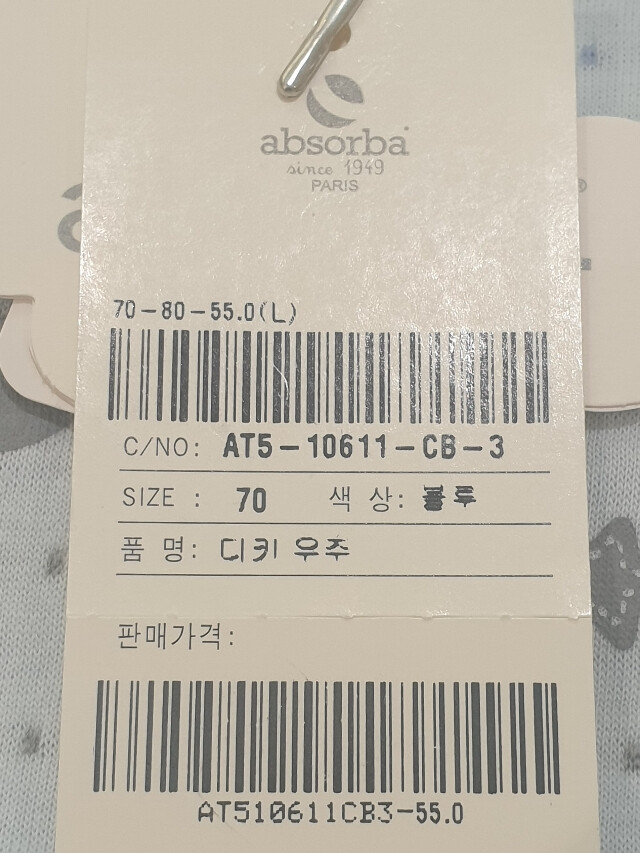 absorba
since 1949
PARIS
70-80-55.0(L)
C/NO: AT5-10611-CB-3
SIZE : 70 색 상: 블루
품 명: 디키 우주
판매가격:
AT510611CB3-55.0